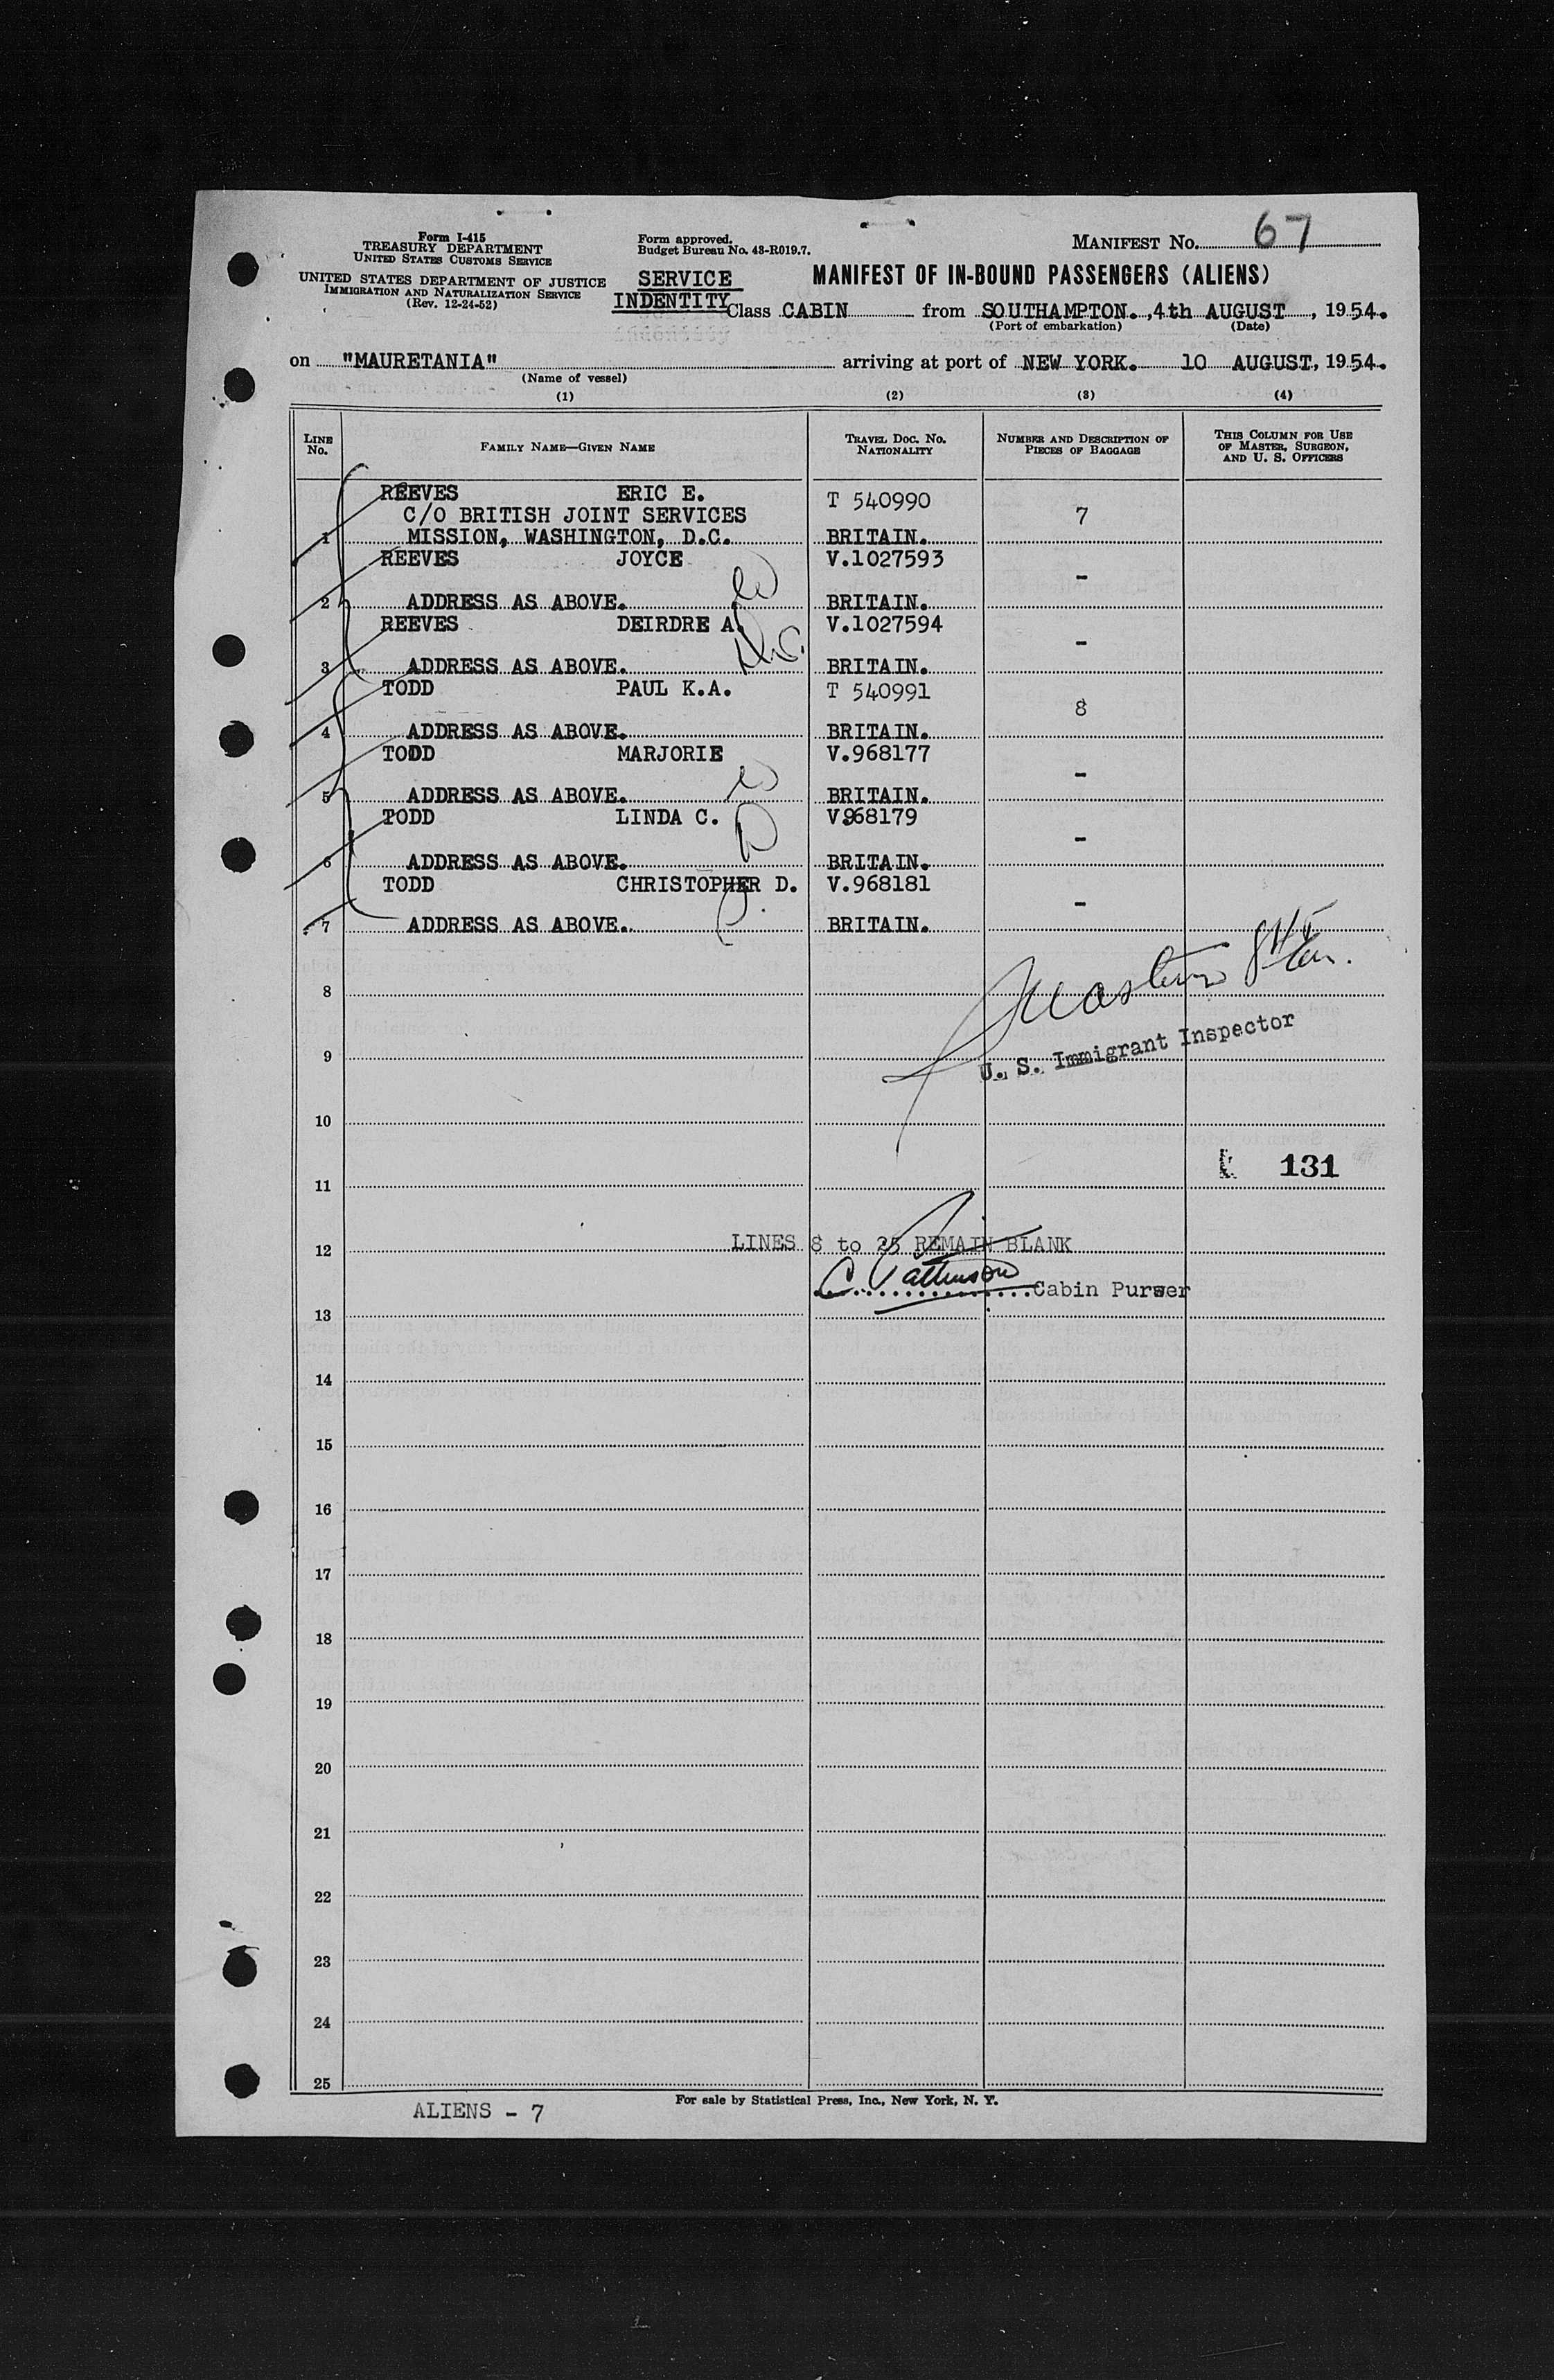 Form I-415
TREASURY DEPARTMENT
UNITED STATES CUSTOMS SERVICE
UNITED STATES DEPARTMENT OF JUSTICE
IMMIGRATION AND NATURALIZATION SERVICE
(Rev. 12-24-52)
Form approved.
Budget Bureau No. 43-R019.7.
MANIFEST NO. 67
SERVICE
INDENTITY
MANIFEST OF IN-BOUND PASSENGERS (ALIENS)
Class CABIN from SOUTHAMPTON., 4th AUGUST, 1954.
(Port of embarkation) (Date)
on "MAURETANIA" arriving at port of NEW YORK. 10 AUGUST, 1954.
(Name of vessel)
(1) (2) (3) (4)
LINE No. FAMILY NAME—GIVEN NAME TRAVEL DOC. NO. NATIONALITY NUMBER AND DESCRIPTION OF PIECES OF BAGGAGE THIS COLUMN FOR USE OF MASTER, SURGEON, AND U. S. OFFICERS
REEVES ERIC E. T 540990
C/O BRITISH JOINT SERVICES 7
1 MISSION, WASHINGTON, D.C. BRITAIN.
REEVES JOYCE V.1027593
-
2 ADDRESS AS ABOVE. BRITAIN.
REEVES DEIRDRE A. V.1027594
-
3 ADDRESS AS ABOVE. BRITAIN.
TODD PAUL K.A. T 540991
8
4 ADDRESS AS ABOVE. BRITAIN.
TODD MARJORIE V.968177
-
5 ADDRESS AS ABOVE. BRITAIN.
TODD LINDA C. V968179
-
6 ADDRESS AS ABOVE. BRITAIN.
TODD CHRISTOPHER D. V.968181
-
7 ADDRESS AS ABOVE. BRITAIN.
8
9
U. S. Immigrant Inspector
10
131
11
12 LINES 8 to 25 REMAIN BLANK
C. Pattinson Cabin Purser
13
14
15
16
17
18
19
20
21
22
23
24
25
For sale by Statistical Press, Inc., New York, N. Y.
ALIENS - 7